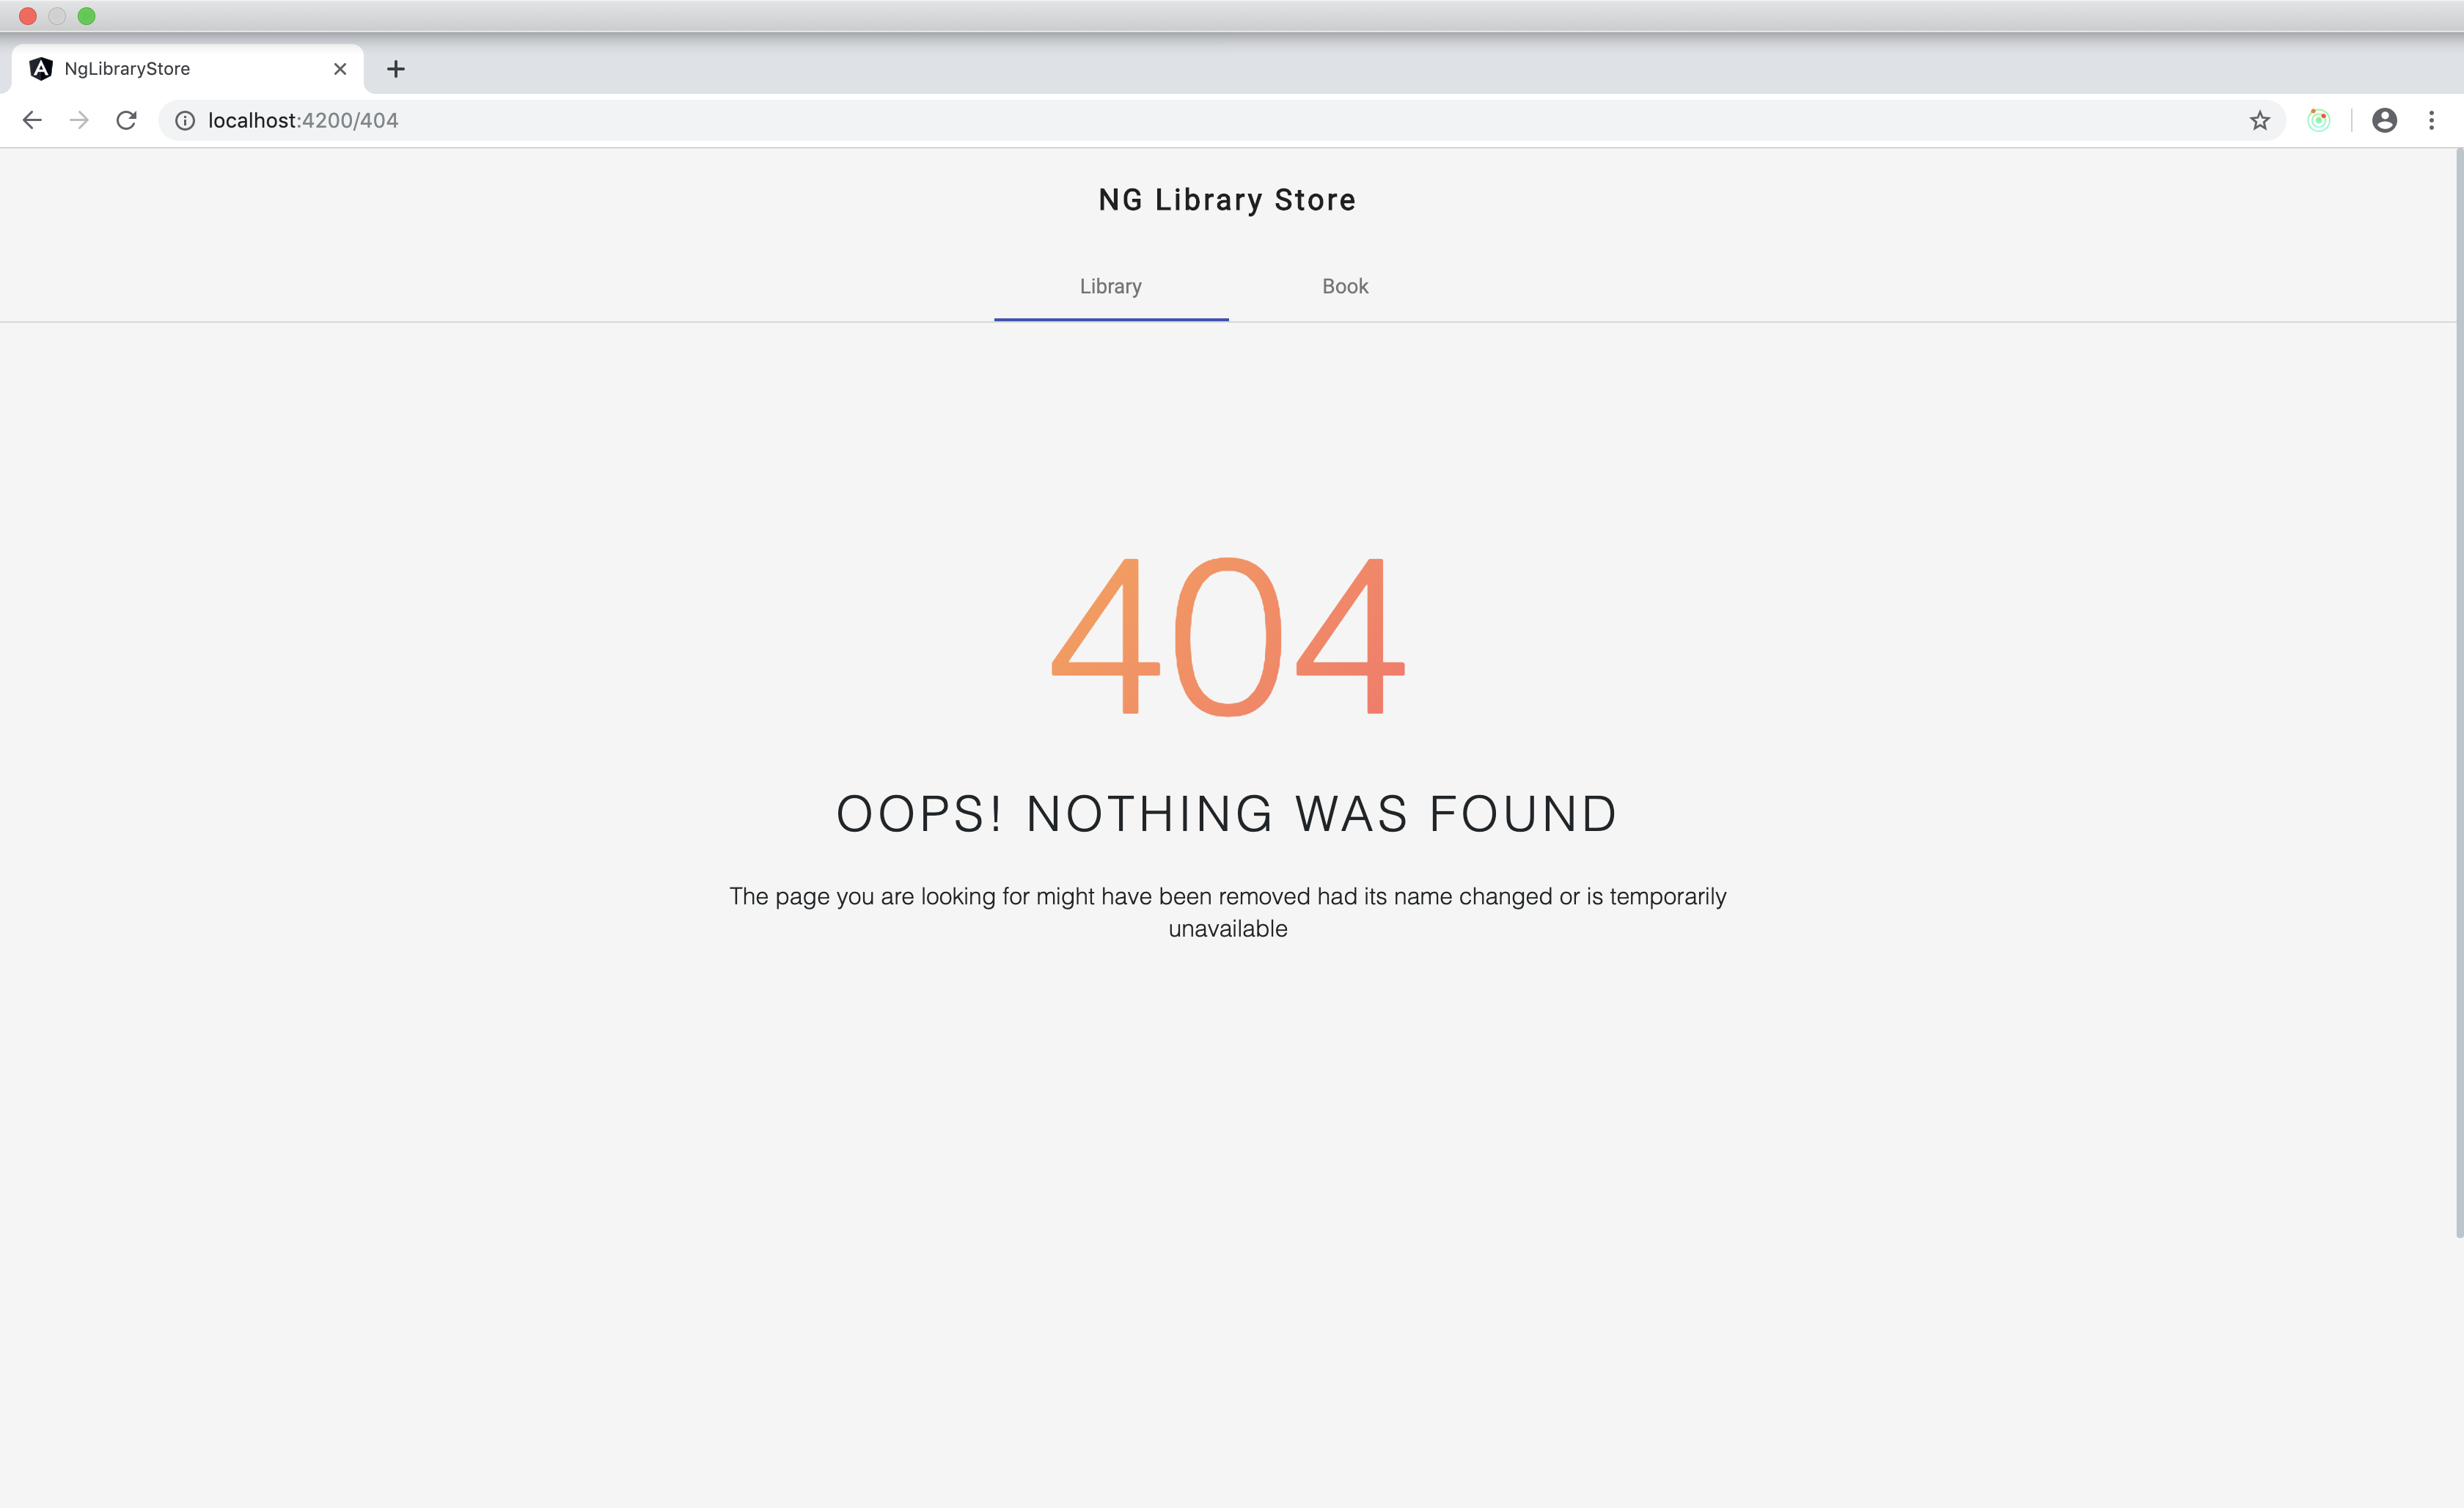 NgLibraryStore
localhost:4200/404
NG Library Store
Library
Book
404
OOPS! NOTHING WAS FOUND
The page you are looking for might have been removed had its name changed or is temporarily
unavailable